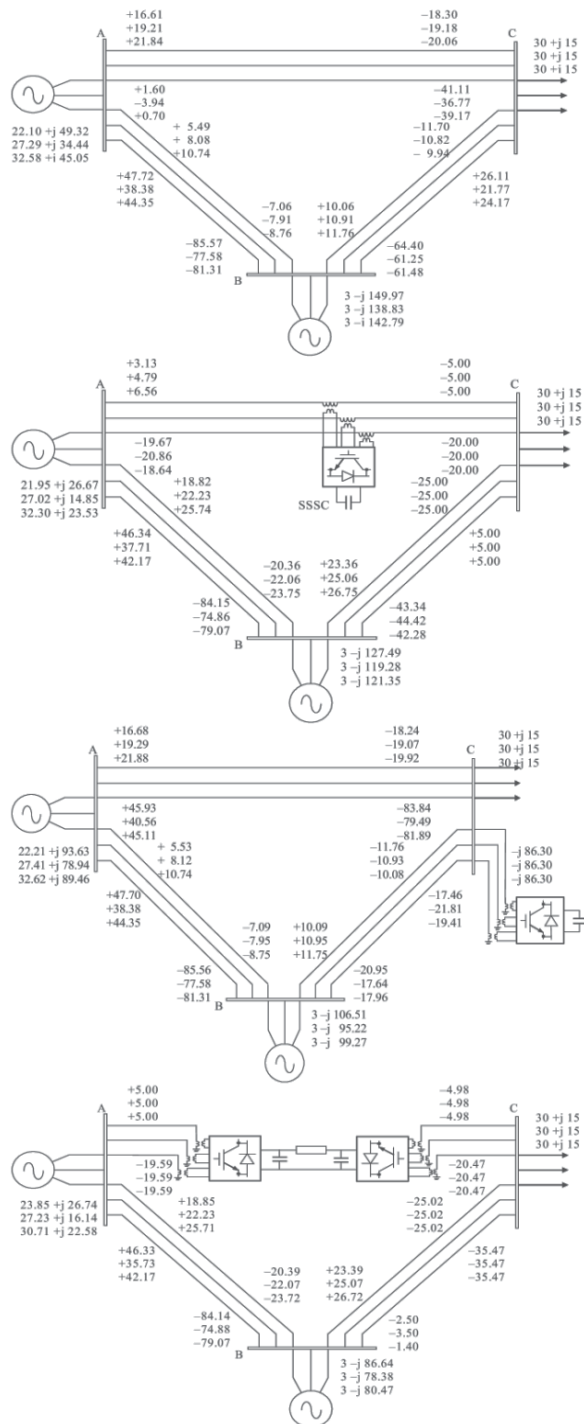 A
+16.61
+19.21
+21.84
−18.30
−19.18
−20.06
C
30 +j 15
30 +j 15
30 +i 15
+1.60
−3.94
+0.70
−41.11
−36.77
−39.17
22.10 +j 49.32
27.29 +j 34.44
32.58 +i 45.05
+ 5.49
+ 8.08
+10.74
−11.70
−10.82
− 9.94
+47.72
+38.38
+44.35
+26.11
+21.77
+24.17
−7.06
−7.91
−8.76
+10.06
+10.91
+11.76
−85.57
−77.58
−81.31
−64.40
−61.25
−61.48
B
3 −j 149.97
3 −j 138.83
3 −i 142.79
A
+3.13
+4.79
+6.56
−5.00
−5.00
−5.00
C
30 +j 15
30 +j 15
30 +j 15
−19.67
−20.86
−18.64
−20.00
−20.00
−20.00
21.95 +j 26.67
27.02 +j 14.85
32.30 +j 23.53
+18.82
+22.23
+25.74
SSSC
−25.00
−25.00
−25.00
+46.34
+37.71
+42.17
+5.00
+5.00
+5.00
−20.36
−22.06
−23.75
+23.36
+25.06
+26.75
−84.15
−74.86
−79.07
−43.34
−44.42
−42.28
B
3 −j 127.49
3 −j 119.28
3 −j 121.35
A
+16.68
+19.29
+21.88
−18.24
−19.07
−19.92
C
30 +j 15
30 +j 15
30 +j 15
+45.93
+40.56
+45.11
−83.84
−79.49
−81.89
22.21 +j 93.63
27.41 +j 78.94
32.62 +j 89.46
+ 5.53
+ 8.12
+10.74
−11.76
−10.93
−10.08
−j 86.30
−j 86.30
−j 86.30
+47.70
+38.38
+44.35
−17.46
−21.81
−19.41
−7.09
−7.95
−8.75
+10.09
+10.95
+11.75
−85.56
−77.58
−81.31
−20.95
−17.64
−17.96
B
3 −j 106.51
3 −j 95.22
3 −j 99.27
A
+5.00
+5.00
+5.00
−4.98
−4.98
−4.98
C
30 +j 15
30 +j 15
30 +j 15
−19.59
−19.59
−19.59
−20.47
−20.47
−20.47
23.85 +j 26.74
27.23 +j 16.14
30.71 +j 22.58
+18.85
+22.23
+25.71
−25.02
−25.02
−25.02
+46.33
+35.73
+42.17
−35.47
−35.47
−35.47
−20.39
−22.07
−23.72
+23.39
+25.07
+26.72
−84.14
−74.88
−79.07
−2.50
−3.50
−1.40
B
3 −j 86.64
3 −j 78.38
3 −j 80.47